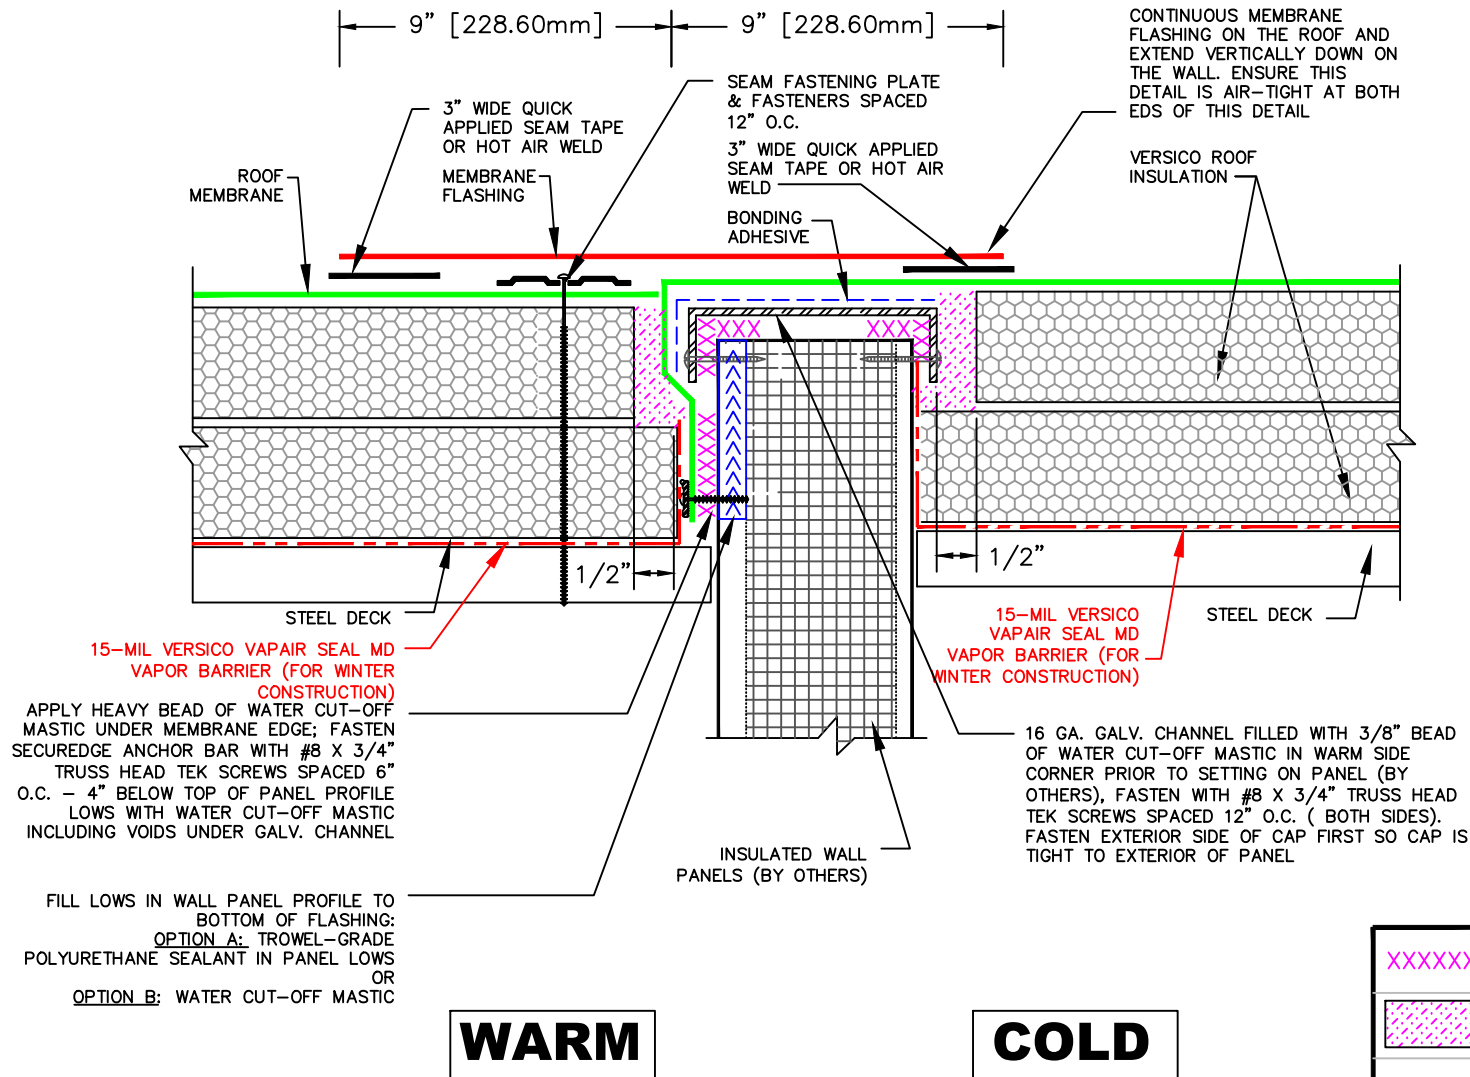 9” [228.60mm]
9” [228.60mm]
CONTINUOUS MEMBRANE
FLASHING ON THE ROOF AND
EXTEND VERTICALLY DOWN ON
THE WALL. ENSURE THIS
DETAIL IS AIR-TIGHT AT BOTH
EDS OF THIS DETAIL
SEAM FASTENING PLATE
& FASTENERS SPACED
12” O.C.
3” WIDE QUICK
APPLIED SEAM TAPE
OR HOT AIR WELD
3” WIDE QUICK APPLIED
SEAM TAPE OR HOT AIR
WELD
VERSICO ROOF
INSULATION
ROOF
MEMBRANE
MEMBRANE
FLASHING
BONDING
ADHESIVE
1/2”
1/2”
STEEL DECK
STEEL DECK
15-MIL VERSICO VAPAIR SEAL MD
VAPOR BARRIER (FOR WINTER
CONSTRUCTION)
15-MIL VERSICO
VAPAIR SEAL MD
VAPOR BARRIER (FOR
WINTER CONSTRUCTION)
APPLY HEAVY BEAD OF WATER CUT-OFF
MASTIC UNDER MEMBRANE EDGE; FASTEN
SECUREDGE ANCHOR BAR WITH #8 X 3/4”
TRUSS HEAD TEK SCREWS SPACED 6”
O.C. - 4” BELOW TOP OF PANEL PROFILE
LOWS WITH WATER CUT-OFF MASTIC
INCLUDING VOIDS UNDER GALV. CHANNEL
16 GA. GALV. CHANNEL FILLED WITH 3/8” BEAD
OF WATER CUT-OFF MASTIC IN WARM SIDE
CORNER PRIOR TO SETTING ON PANEL (BY
OTHERS), FASTEN WITH #8 X 3/4” TRUSS HEAD
TEK SCREWS SPACED 12” O.C. ( BOTH SIDES).
FASTEN EXTERIOR SIDE OF CAP FIRST SO CAP IS
TIGHT TO EXTERIOR OF PANEL
INSULATED WALL
PANELS (BY OTHERS)
FILL LOWS IN WALL PANEL PROFILE TO
BOTTOM OF FLASHING:
OPTION A: TROWEL-GRADE
POLYURETHANE SEALANT IN PANEL LOWS
OR
OPTION B: WATER CUT-OFF MASTIC
WARM
COLD